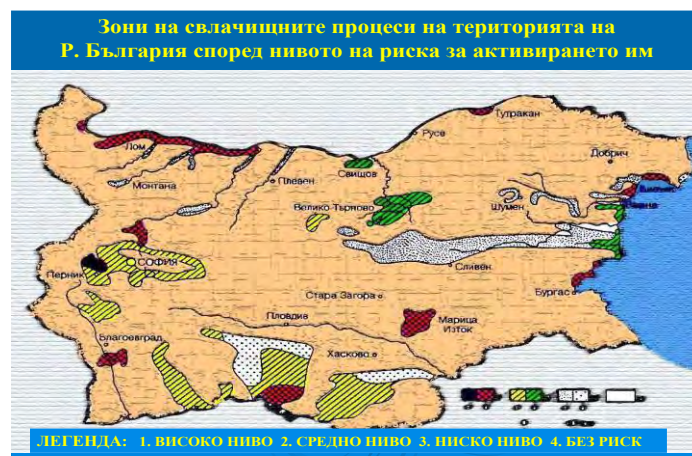 Зони на свлачищните процеси на територията на
Р. България според нивото на риска за активирането им
Тутракан
Русе
Лом
Добрич
Свищов
Плевен
Монтана
Балчик
Варна
Велико Търново
Шумен
СОФИЯ
Перник
Сливен
Бургас
Стара Загора
Пловдив
Марица
Изток
Благоевград
Хасково
ЛЕГЕНДА: 1. ВИСОКО НИВО 2. СРЕДНО НИВО 3. НИСКО НИВО 4. БЕЗ РИСК